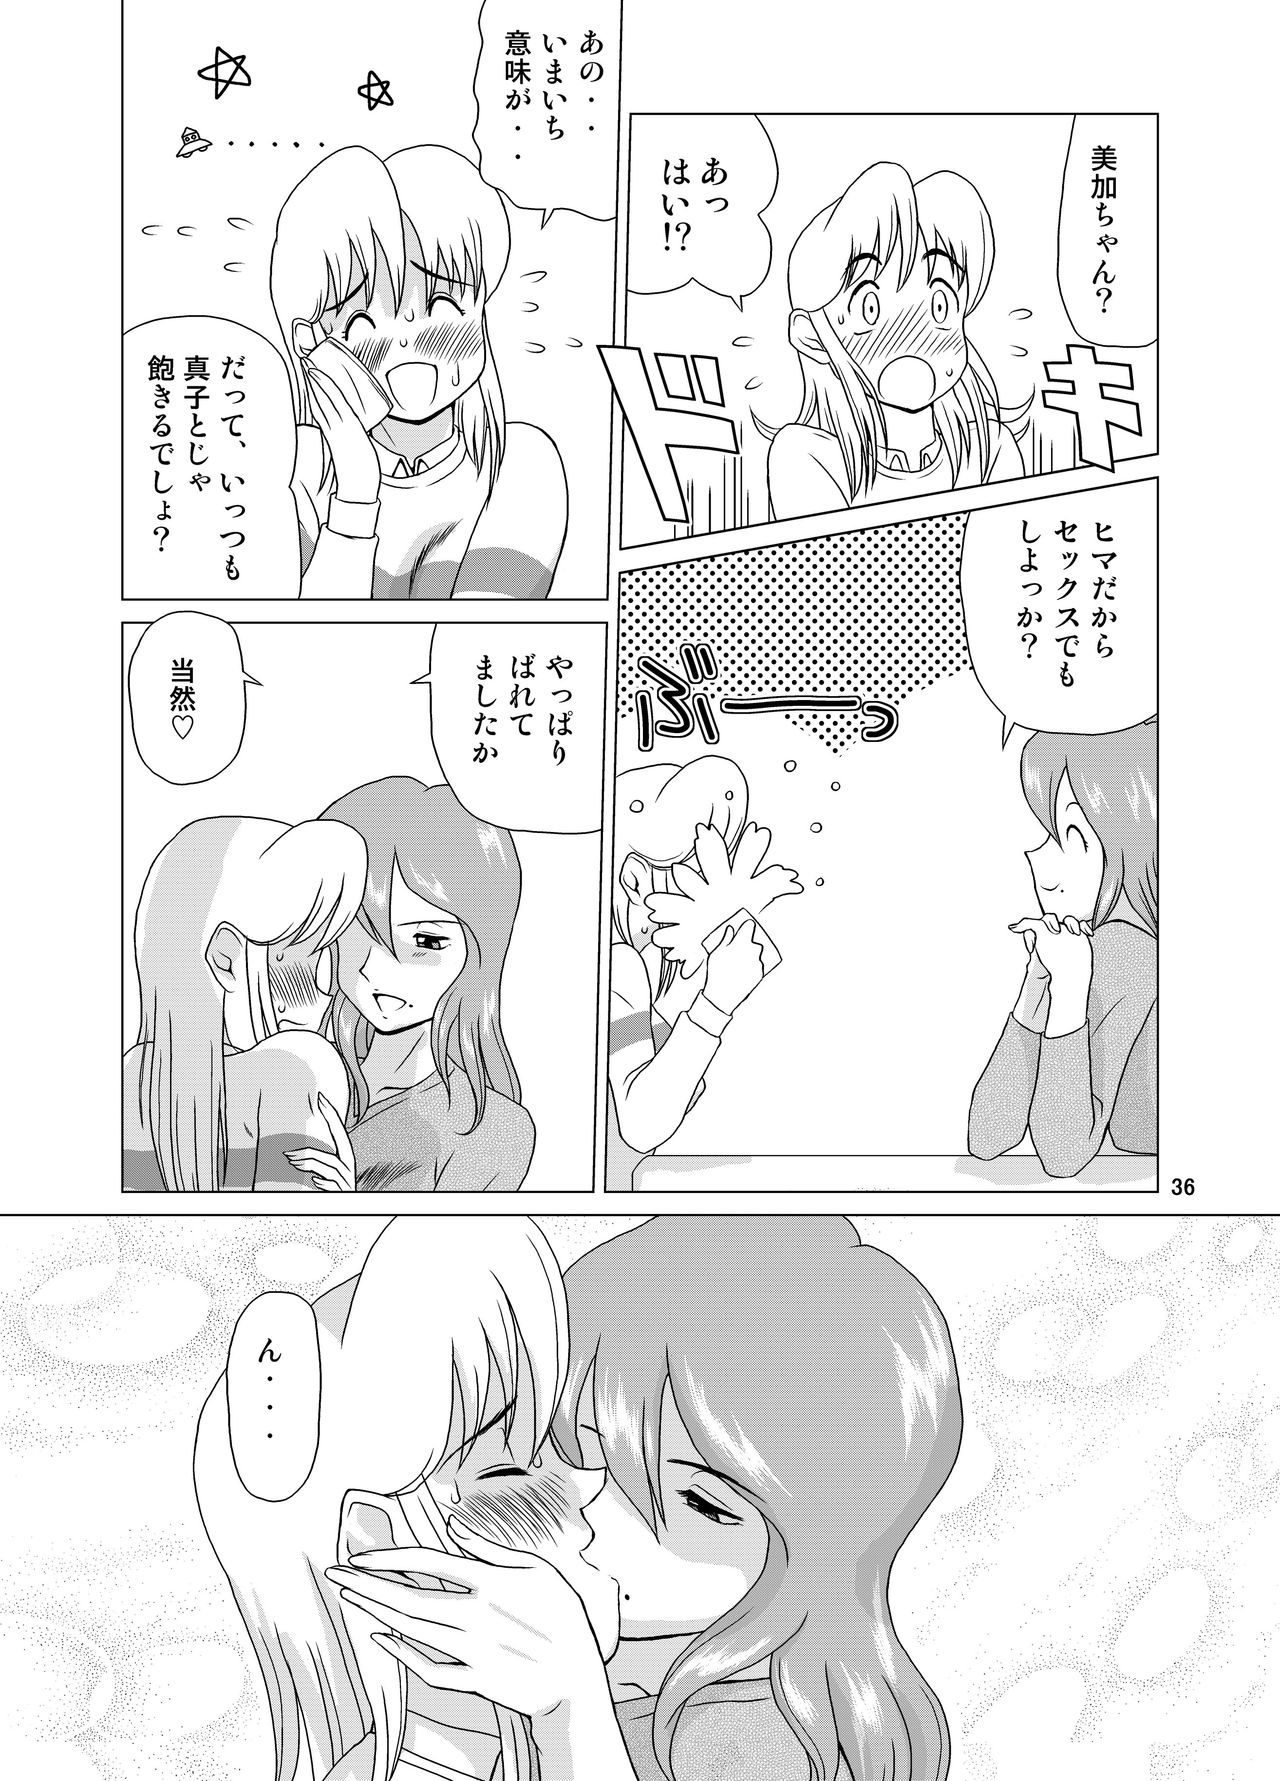 美加ちゃん?
あっ
はい!?
ドキ
ヒマだから
セックスでも
しよっか?
ぶーっ
あの・・
いまいち
意味が・・
・・・・・
だって、いっつも
真子とじゃ
飽きるでしょ?
やっぱり
ばれて
ましたか
当然♡
36
ん・・・